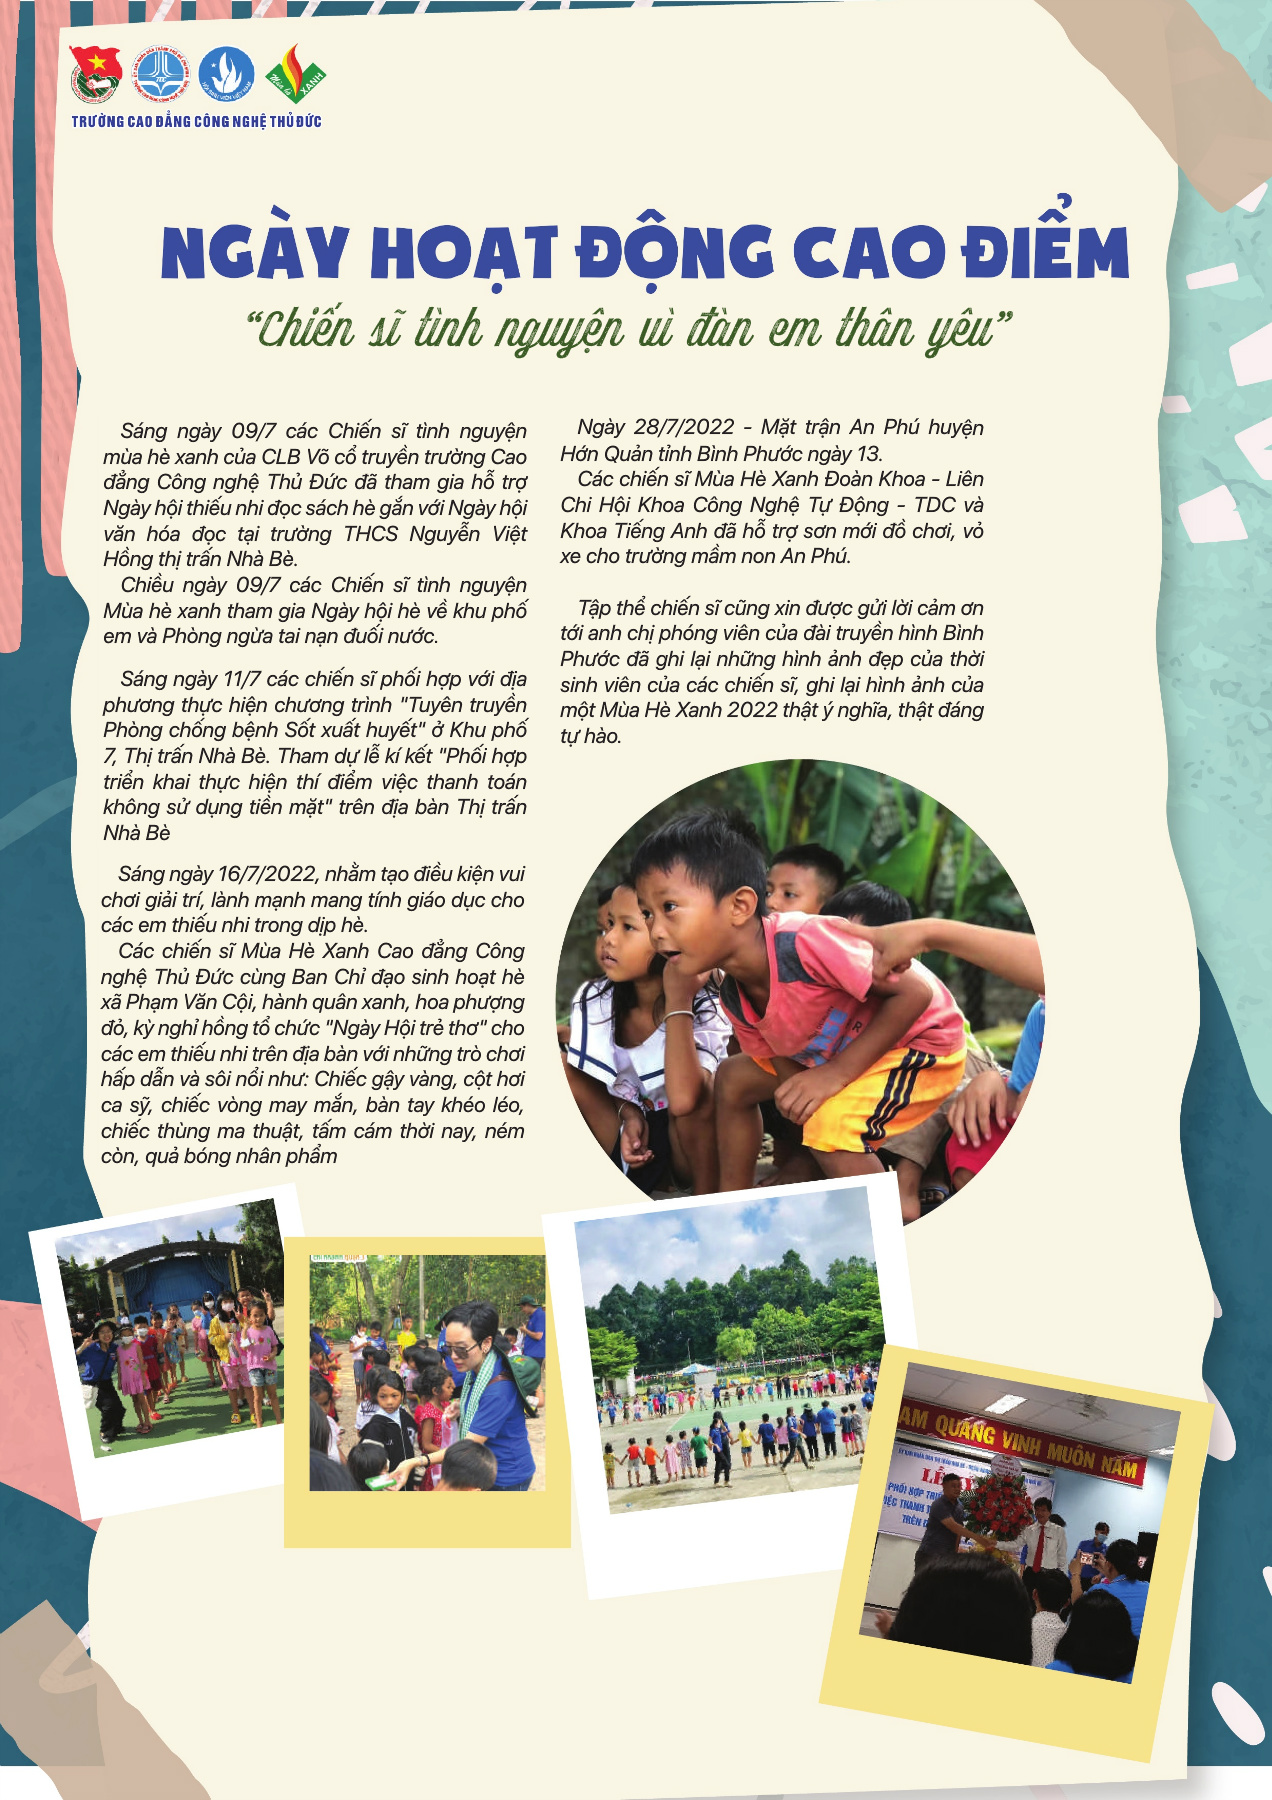 TRƯỜNG CAO ĐẲNG CÔNG NGHỆ THỦ ĐỨC
NGÀY HOẠT ĐỘNG CAO ĐIỂM
“Chiến sĩ tình nguyện vì đàn em thân yêu”
Sáng ngày 09/7 các Chiến sĩ tình nguyện
mùa hè xanh của CLB Võ cổ truyền trường Cao
đẳng Công nghệ Thủ Đức đã tham gia hỗ trợ
Ngày hội thiếu nhi đọc sách hè gắn với Ngày hội
văn hóa đọc tại trường THCS Nguyễn Việt
Hồng thị trấn Nhà Bè.
Chiều ngày 09/7 các Chiến sĩ tình nguyện
Mùa hè xanh tham gia Ngày hội hè về khu phố
em và Phòng ngừa tai nạn đuối nước.
Sáng ngày 11/7 các chiến sĩ phối hợp với địa
phương thực hiện chương trình "Tuyên truyền
Phòng chống bệnh Sốt xuất huyết" ở Khu phố
7, Thị trấn Nhà Bè. Tham dự lễ kí kết "Phối hợp
triển khai thực hiện thí điểm việc thanh toán
không sử dụng tiền mặt" trên địa bàn Thị trấn
Nhà Bè
Sáng ngày 16/7/2022, nhằm tạo điều kiện vui
chơi giải trí, lành mạnh mang tính giáo dục cho
các em thiếu nhi trong dịp hè.
Các chiến sĩ Mùa Hè Xanh Cao đẳng Công
nghệ Thủ Đức cùng Ban Chỉ đạo sinh hoạt hè
xã Phạm Văn Cội, hành quân xanh, hoa phượng
đỏ, kỳ nghỉ hồng tổ chức "Ngày Hội trẻ thơ" cho
các em thiếu nhi trên địa bàn với những trò chơi
hấp dẫn và sôi nổi như: Chiếc gậy vàng, cột hơi
ca sỹ, chiếc vòng may mắn, bàn tay khéo léo,
chiếc thùng ma thuật, tấm cám thời nay, ném
còn, quả bóng nhân phẩm
Ngày 28/7/2022 - Mặt trận An Phú huyện
Hớn Quản tỉnh Bình Phước ngày 13.
Các chiến sĩ Mùa Hè Xanh Đoàn Khoa - Liên
Chi Hội Khoa Công Nghệ Tự Động - TDC và
Khoa Tiếng Anh đã hỗ trợ sơn mới đồ chơi, vỏ
xe cho trường mầm non An Phú.
Tập thể chiến sĩ cũng xin được gửi lời cảm ơn
tới anh chị phóng viên của đài truyền hình Bình
Phước đã ghi lại những hình ảnh đẹp của thời
sinh viên của các chiến sĩ, ghi lại hình ảnh của
một Mùa Hè Xanh 2022 thật ý nghĩa, thật đáng
tự hào.
AM QUANG VINH MUÔN NĂM
PHỐI HỢP